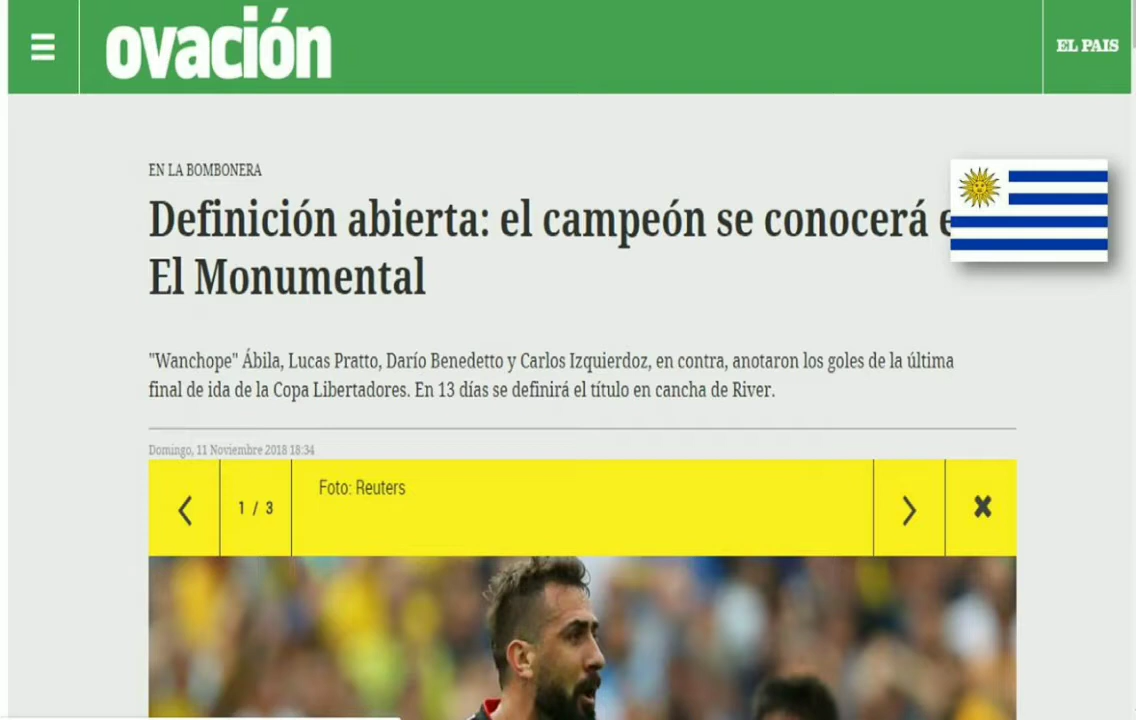 ovación
EL PAIS
EN LA BOMBONERA
Definición abierta: el campeón se conocerá
El Monumental
"Wanchope" Ábila, Lucas Pratto, Darío Benedetto y Carlos Izquierdoz, en contra, anotaron los goles de la última
final de ida de la Copa Libertadores. En 13 días se definirá el título en cancha de River.
Domingo, 11 Noviembre 2018 18:34
1 / 3
Foto: Reuters